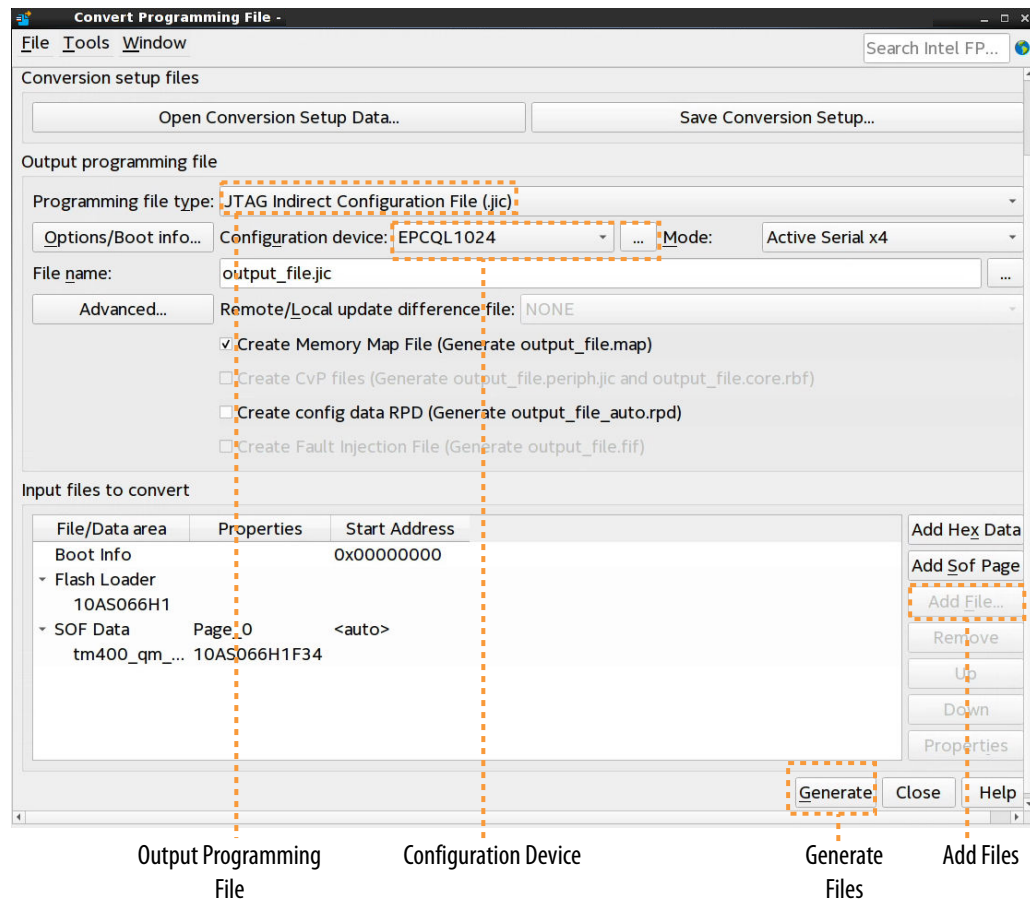 Convert Programming File -
File Tools Window
Search Intel FP...
Conversion setup files
Open Conversion Setup Data...
Save Conversion Setup...
Output programming file
Programming file type: JTAG Indirect Configuration File (.jic)
Options/Boot info... Configuration device: EPCQL1024 ... Mode: Active Serial x4
File name: output_file.jic ...
Advanced... Remote/Local update difference file: NONE
Create Memory Map File (Generate output_file.map)
Create CvP files (Generate output_file.periph.jic and output_file.core.rbf)
Create config data RPD (Generate output_file_auto.rpd)
Create Fault Injection File (Generate output_file.fif)
Input files to convert
File/Data area Properties Start Address
Boot Info 0x00000000
Flash Loader
10AS066H1
SOF Data Page_0 <auto>
tm400_qm_... 10AS066H1F34
Add Hex Data
Add Sof Page
Add File...
Remove
Up
Down
Properties
Generate Close Help
Output Programming
File
Configuration Device
Generate
Files
Add Files